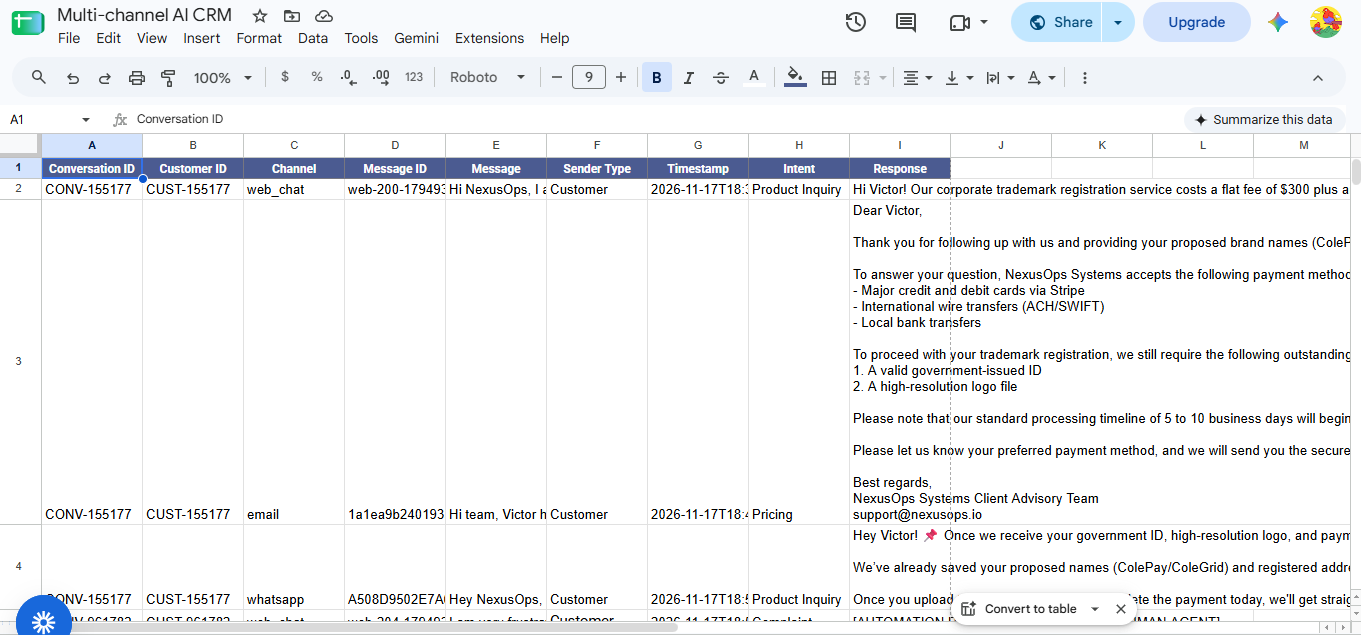 Multi-channel AI CRM
File Edit View Insert Format Data Tools Gemini Extensions Help
Share
Upgrade
100% $ % .0 .00 123 Roboto 9 B I S A
A1 fx Conversation ID
Summarize this data
A B C D E F G H I J K L M
1 Conversation ID Customer ID Channel Message ID Message Sender Type Timestamp Intent Response
2 CONV-155177 CUST-155177 web_chat web-200-179493 Hi NexusOps, I Customer 2026-11-17T18: Product Inquiry Hi Victor! Our corporate trademark registration service costs a flat fee of $300 plus a
Dear Victor,
Thank you for following up with us and providing your proposed brand names (ColeP
To answer your question, NexusOps Systems accepts the following payment method
- Major credit and debit cards via Stripe
- International wire transfers (ACH/SWIFT)
- Local bank transfers
To proceed with your trademark registration, we still require the following outstanding
3
1. A valid government-issued ID
2. A high-resolution logo file
Please note that our standard processing timeline of 5 to 10 business days will begin
Please let us know your preferred payment method, and we will send you the secure
Best regards,
NexusOps Systems Client Advisory Team
CONV-155177 CUST-155177 email 1a1ea9b240193 Hi team, Victor h Customer 2026-11-17T18:4 Pricing support@nexusops.io
Hey Victor! 📌 Once we receive your government ID, high-resolution logo, and paym
4
We've already saved your proposed names (ColePay/ColeGrid) and registered addre
CONV-155177 CUST-155177 whatsapp A508D9502E7A Hey NexusOps, Customer 2026-11-17T18:5 Product Inquiry Once you upload the payment today, we'll get straig
Convert to table